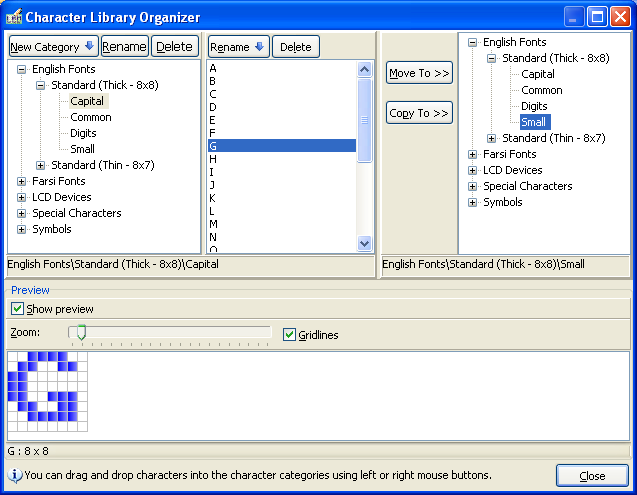 Character Library Organizer
New Category Rename Delete
English Fonts
Standard (Thick - 8x8)
Capital
Common
Digits
Small
Standard (Thin - 8x7)
Farsi Fonts
LCD Devices
Special Characters
Symbols
English Fonts\Standard (Thick - 8x8)\Capital
Rename Delete
A
B
C
D
E
F
G
H
I
J
K
L
M
N
O
Move To >>
Copy To >>
English Fonts
Standard (Thick - 8x8)
Capital
Common
Digits
Small
Standard (Thin - 8x7)
Farsi Fonts
LCD Devices
Special Characters
Symbols
English Fonts\Standard (Thick - 8x8)\Small
Preview
Show preview
Zoom:
Gridlines
G
G : 8 x 8
You can drag and drop characters into the character categories using left or right mouse buttons.
Close